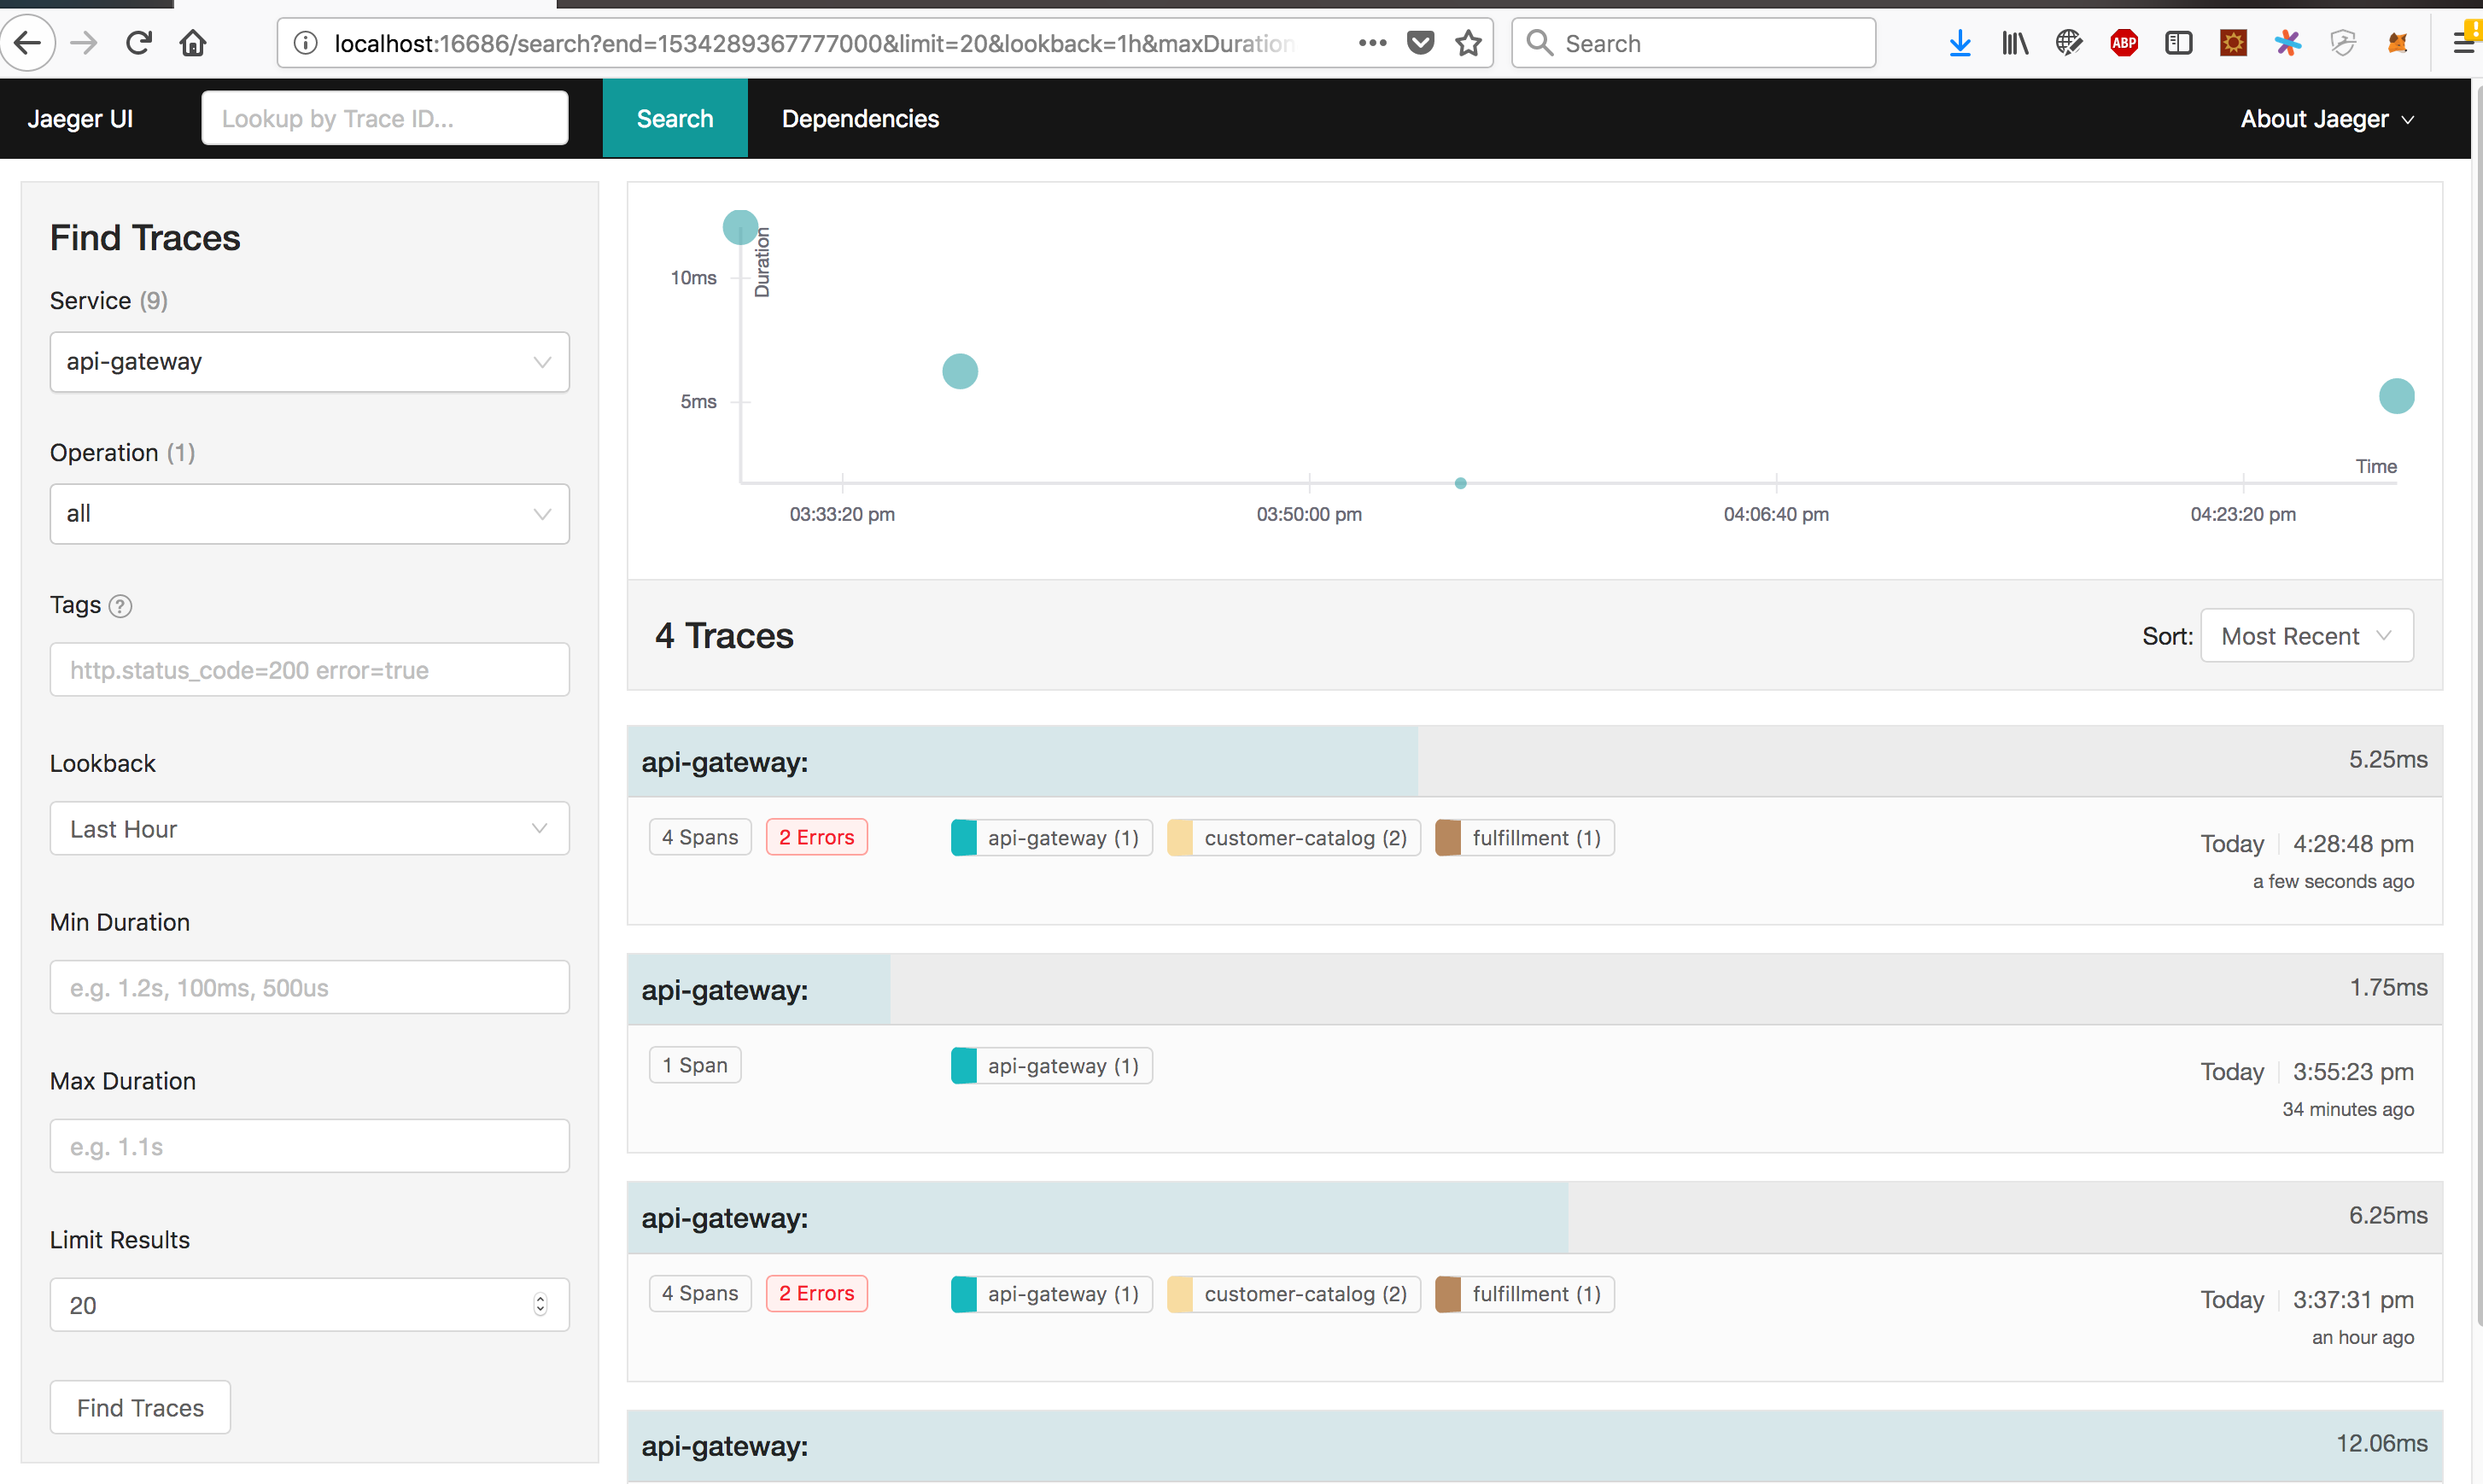 localhost:16686/search?end=1534289367777000&limit=20&lookback=1h&maxDuration
Search
ABP
Jaeger UI
Lookup by Trace ID...
Search
Dependencies
About Jaeger
Find Traces
Service (9)
api-gateway
Operation (1)
all
Tags ?
http.status_code=200 error=true
Lookback
Last Hour
Min Duration
e.g. 1.2s, 100ms, 500us
Max Duration
e.g. 1.1s
Limit Results
20
Find Traces
Duration
10ms
5ms
Time
03:33:20 pm
03:50:00 pm
04:06:40 pm
04:23:20 pm
4 Traces
Sort: Most Recent
api-gateway:
5.25ms
4 Spans
2 Errors
api-gateway (1)
customer-catalog (2)
fulfillment (1)
Today 4:28:48 pm
a few seconds ago
api-gateway:
1.75ms
1 Span
api-gateway (1)
Today 3:55:23 pm
34 minutes ago
api-gateway:
6.25ms
4 Spans
2 Errors
api-gateway (1)
customer-catalog (2)
fulfillment (1)
Today 3:37:31 pm
an hour ago
api-gateway:
12.06ms